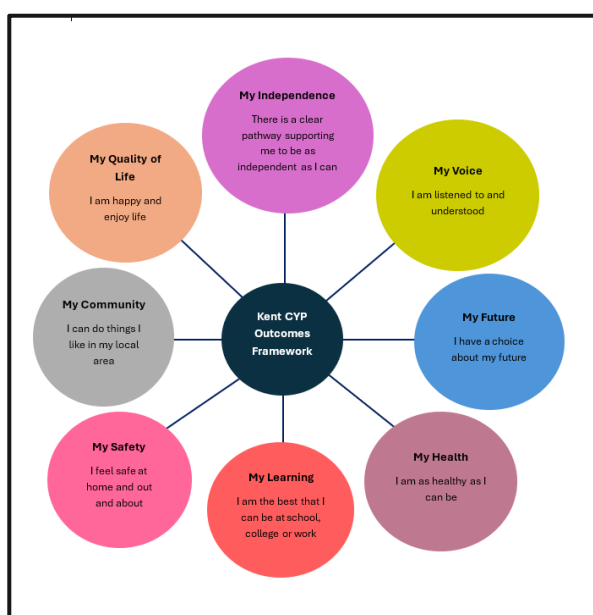 My Independence
There is a clear
pathway supporting
me to be as
independent as I can
My Quality of
Life
I am happy and
enjoy life
My Voice
I am listened to and
understood
My Community
I can do things I
like in my local
area
Kent CYP
Outcomes
Framework
My Future
I have a choice
about my future
My Safety
I feel safe at
home and out
and about
My Learning
I am the best that I
can be at school,
college or work
My Health
I am as healthy as I
can be